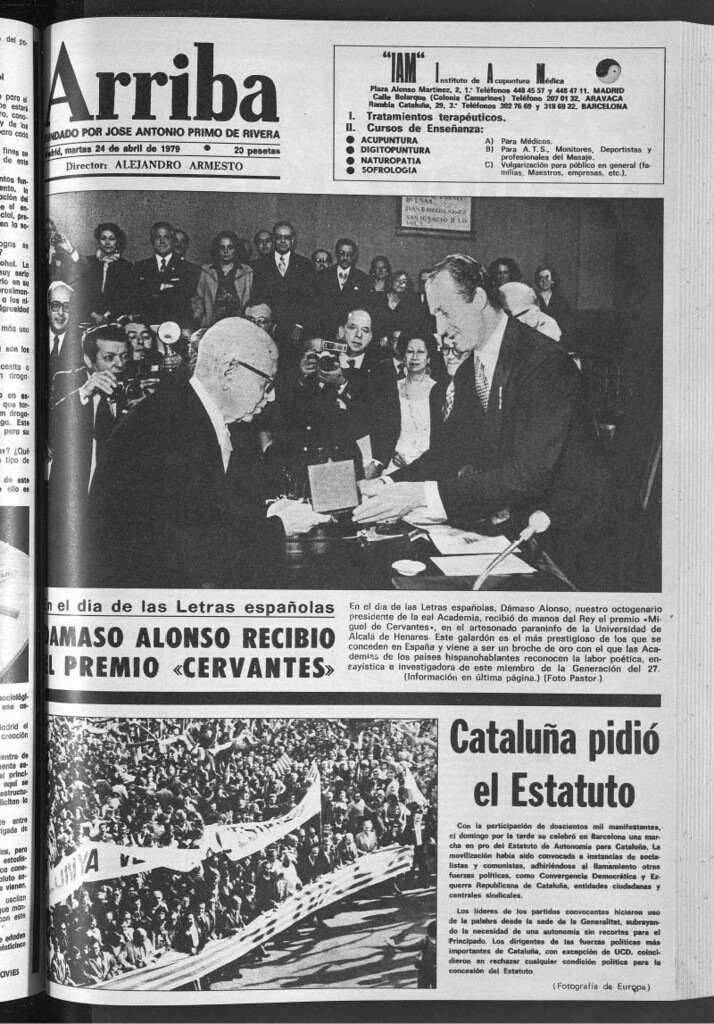 Arriba
FUNDADO POR JOSE ANTONIO PRIMO DE RIVERA
Madrid, martes 24 de abril de 1979 • 20 pesetas
Director: ALEJANDRO ARMESTO
"IAM" Instituto de Acupuntura Médica
Plaza Alonso Martínez, 2, 1.° Teléfonos 448 45 57 y 448 47 11. MADRID
Calle Bolarque (Colonia Camarines) Teléfono 207 01 32. ARAVACA
Rambla Cataluña, 29, 3.° Teléfonos 302 76 69 y 318 69 22. BARCELONA
I. Tratamientos terapéuticos.
II. Cursos de Enseñanza:
● ACUPUNTURA
● DIGITOPUNTURA
● NATUROPATIA
● SOFROLOGIA
A) Para Médicos.
B) Para A.T.S., Monitores, Deportistas y
profesionales del Masaje.
C) Vulgarización para público en general (fa-
milias, Maestros, empresas, etc.).
En el día de las Letras españolas
DAMASO ALONSO RECIBIO
EL PREMIO «CERVANTES»
En el día de las Letras españolas, Dámaso Alonso, nuestro octogenario
presidente de la eal Academia, recibió de manos del Rey el premio «Mi-
guel de Cervantes», en el artesonado paraninfo de la Universidad de
Alcalá de Henares. Este galardón es el más prestigioso de los que se
conceden en España y viene a ser un broche de oro con el que las Aca-
demias de los países hispanohablantes reconocen la labor poética, en-
sayística e investigadora de este miembro de la Generación del 27.
(Información en última página.) (Foto Pastor.)
Cataluña pidió
el Estatuto
Con la participación de doscientos mil manifestantes,
el domingo por la tarde se celebró en Barcelona una mar-
cha en pro del Estatuto de Autonomía para Cataluña. La
movilización había sido convocada a instancias de socia-
listas y comunistas, adhiriéndose al llamamiento otras
fuerzas políticas, como Convergencia Democrática y Ez-
querra Republicana de Cataluña, entidades ciudadanas y
centrales sindicales.
Los líderes de los partidos convocantes hicieron uso
de la palabra desde la sede de la Generalitat, subrayan-
do la necesidad de una autonomía sin recortes para el
Principado. Los dirigentes de las fuerzas políticas más
importantes de Cataluña, con excepción de UCD, coinci-
dieron en rechazar cualquier condición política para la
concesión del Estatuto.
(Fotografía de Europa)